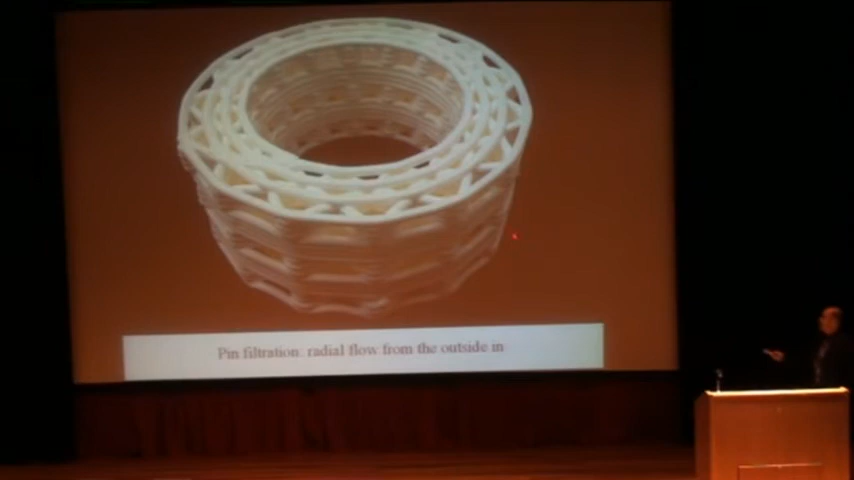 Pin filtration. radial flow from the outside in